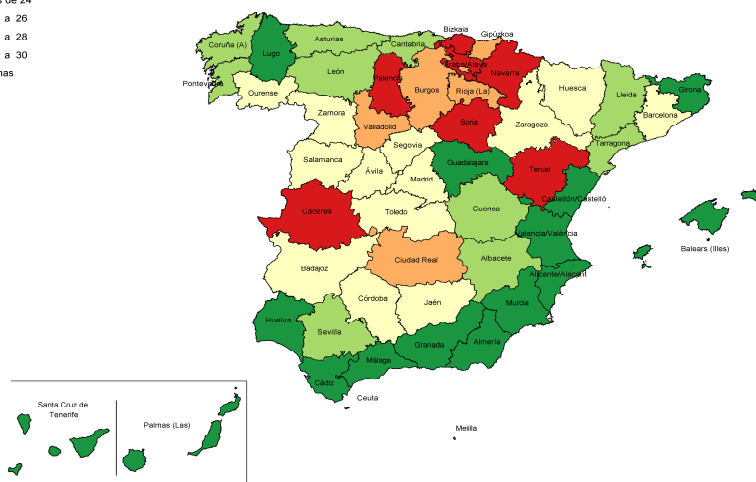 s de 24
a 26
a 28
a 30
nas
Bizkaia
Gipúzkoa
Coruña (A)
Lugo
Asturias
Cantabria
Araba/Alava
Navarra
Pontevedra
Ourense
León
Palencia
Burgos
Rioja (La)
Huesca
Lleida
Girona
Barcelona
Zamora
Valladolid
Soria
Zaragoza
Tarragona
Segovia
Salamanca
Ávila
Madrid
Guadalajara
Teruel
Castellón/Castelló
Cáceres
Toledo
Cuenca
Valencia/València
Balears (Illes)
Badajoz
Ciudad Real
Albacete
Alicante/Alacant
Córdoba
Jaén
Murcia
Huelva
Sevilla
Granada
Almería
Málaga
Cádiz
Ceuta
Melilla
Santa Cruz de
Tenerife
Palmas (Las)